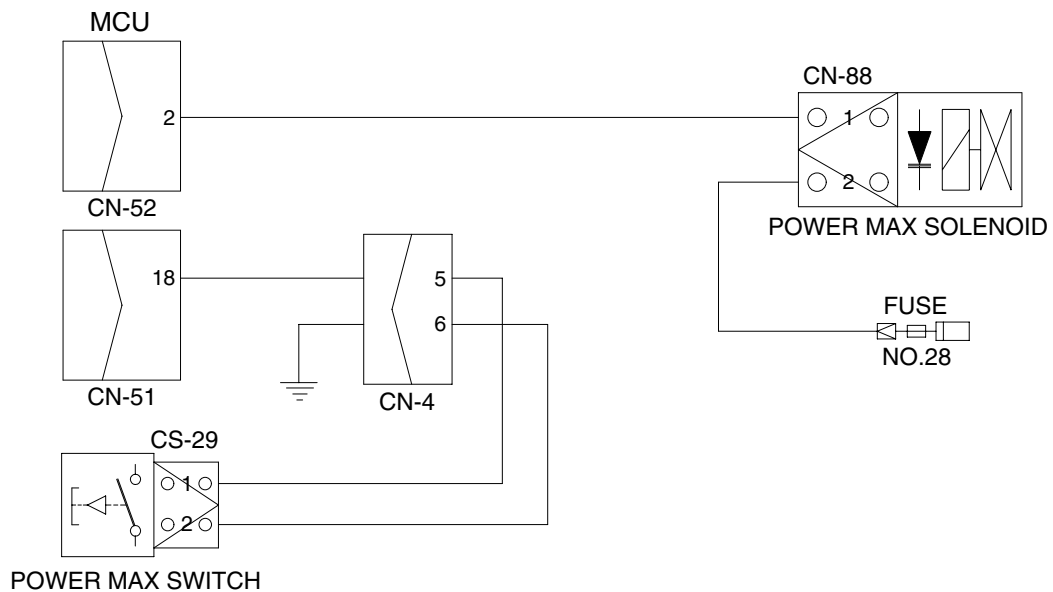 MCU
2
CN-52
CN-88
1
2
POWER MAX SOLENOID
18
CN-51
5
6
CN-4
FUSE
NO.28
CS-29
1
2
POWER MAX SWITCH